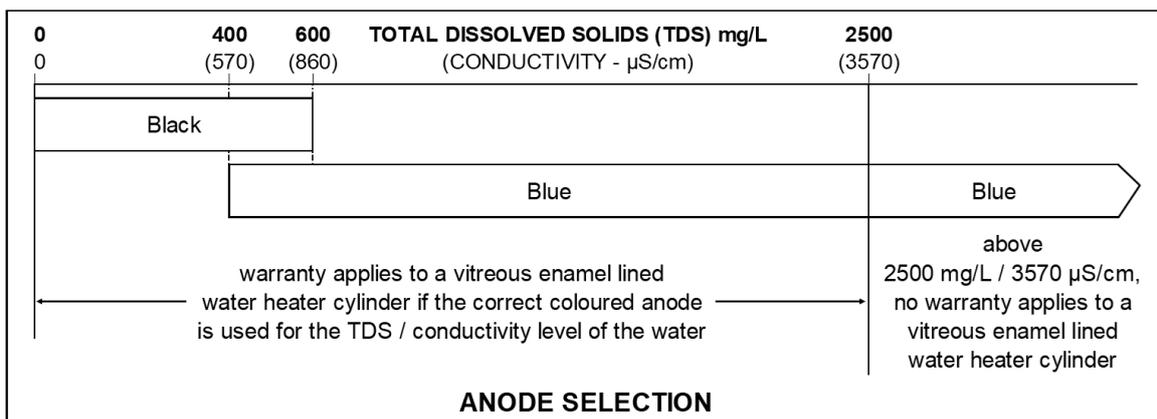 0 400 600 TOTAL DISSOLVED SOLIDS (TDS) mg/L 2500
0 (570) (860) (CONDUCTIVITY - µS/cm) (3570)
Black
Blue Blue
warranty applies to a vitreous enamel lined
water heater cylinder if the correct coloured anode
is used for the TDS / conductivity level of the water
above
2500 mg/L / 3570 µS/cm,
no warranty applies to a
vitreous enamel lined
water heater cylinder
ANODE SELECTION